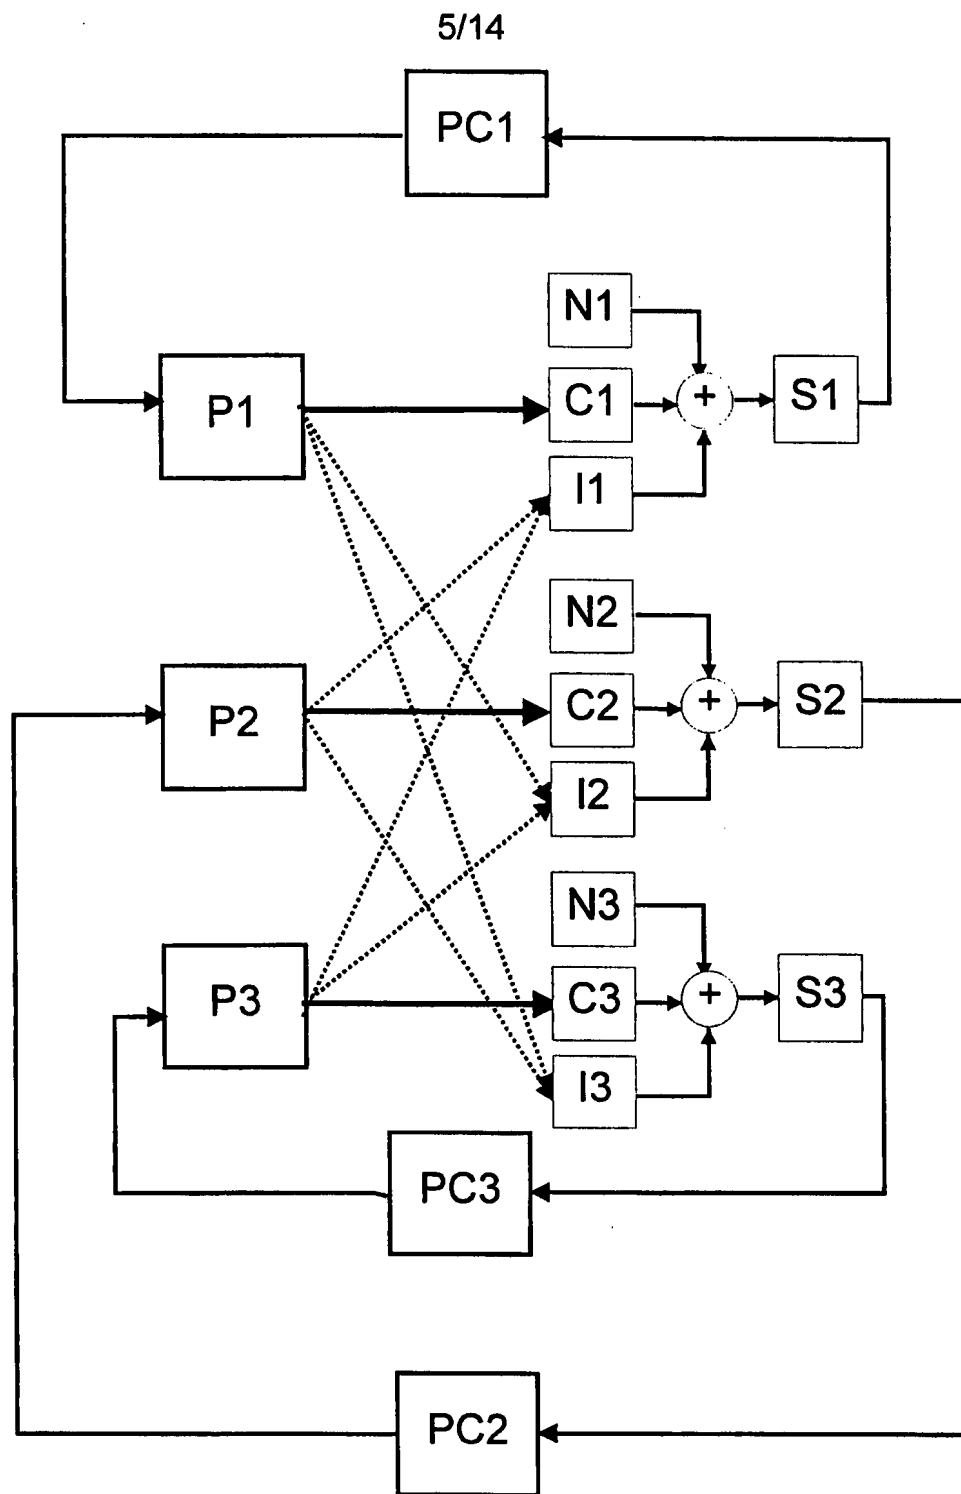 5/14
PC1
N1
P1
C1
+
S1
I1
N2
P2
C2
+
S2
I2
N3
P3
C3
+
S3
I3
PC3
PC2